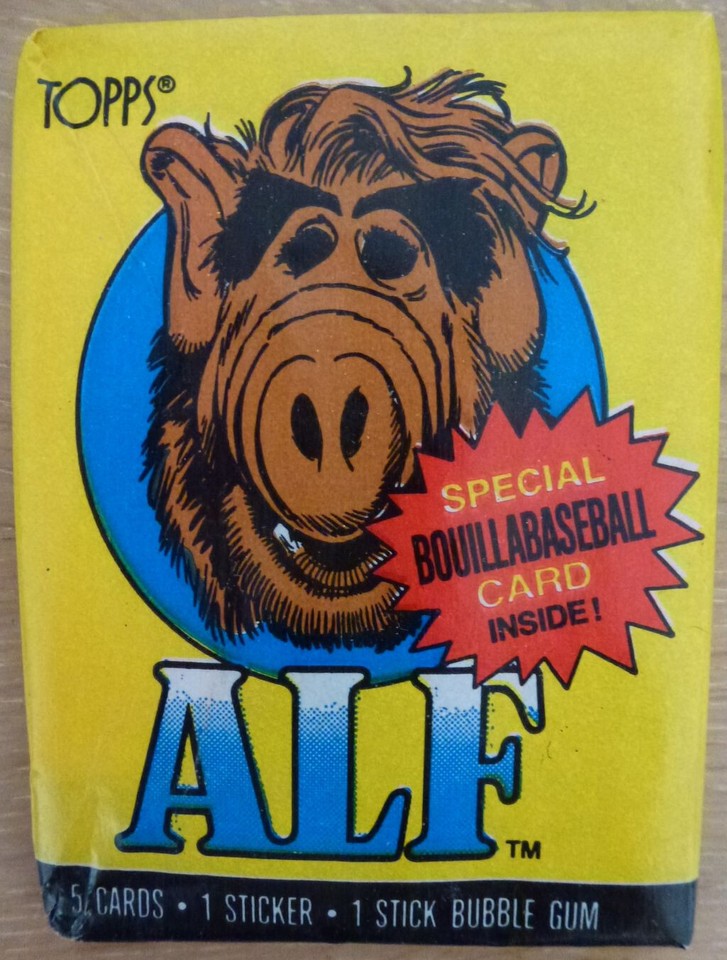 TOPPS®
SPECIAL
BOUILLABASEBALL
CARD
INSIDE!
ALF™
5 CARDS • 1 STICKER • 1 STICK BUBBLE GUM